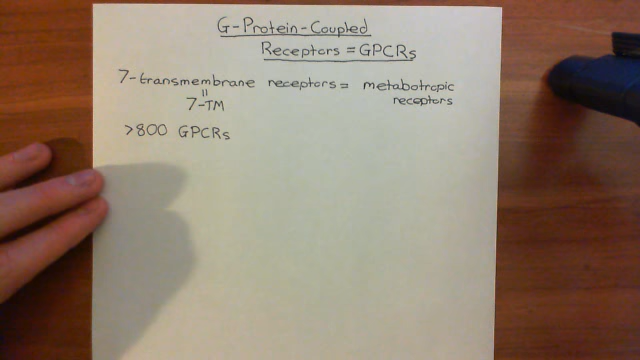 G-Protein-Coupled
Receptors = GPCRs
7-transmembrane receptors = metabotropic
=
7-TM receptors
>800 GPCRs